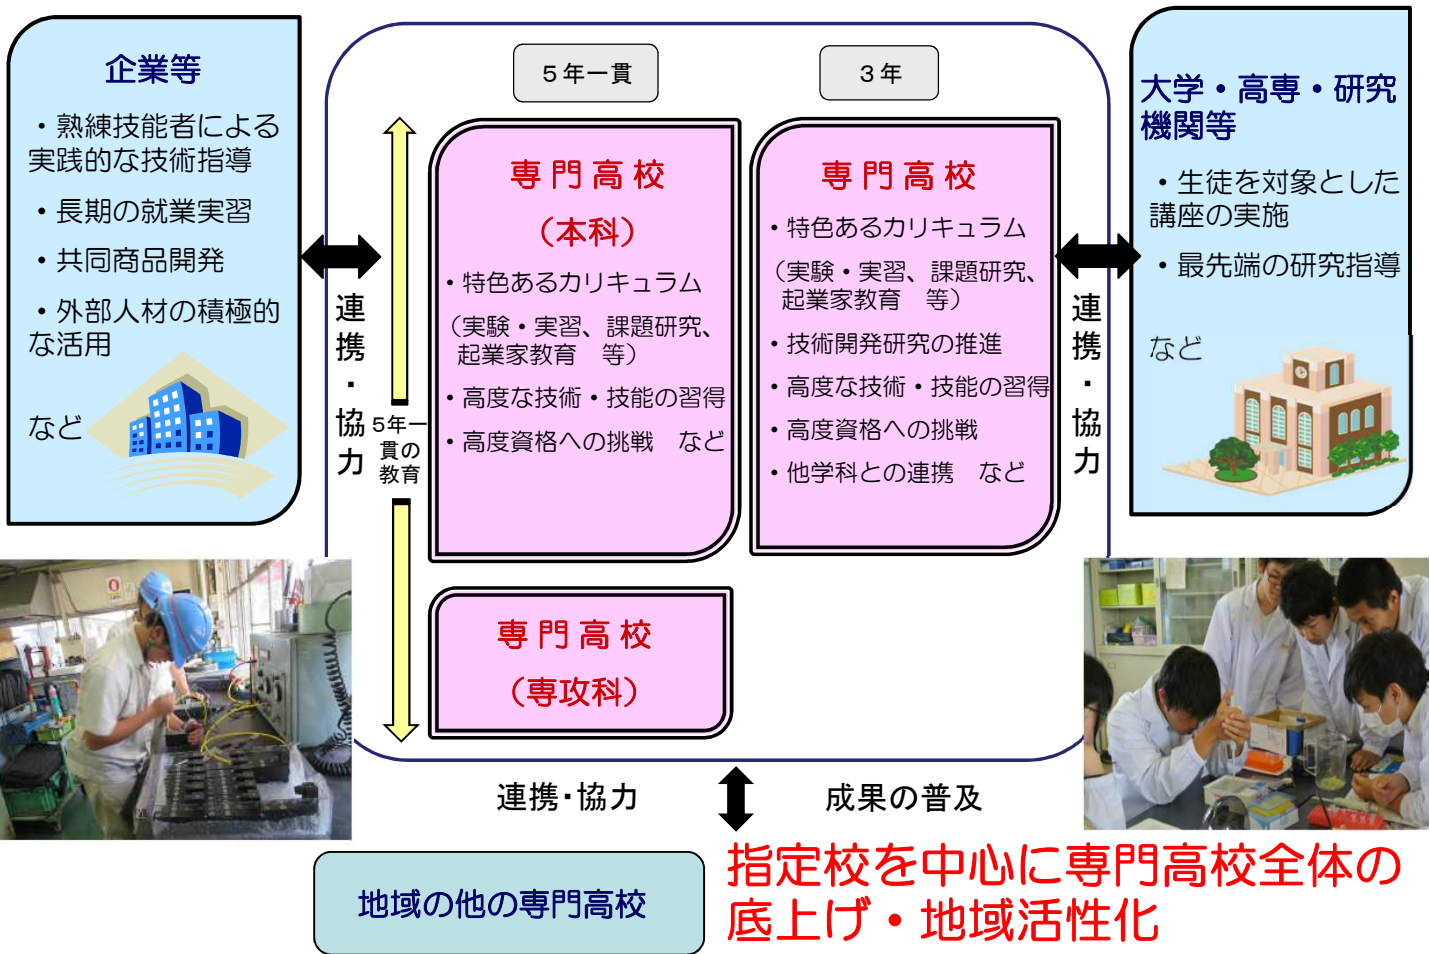 企業等
・熟練技能者による
実践的な技術指導
・長期の就業実習
・共同商品開発
・外部人材の積極的
な活用
など
連携・協力
5年一貫
3年
5年一
貫の
教育
専門高校
（本科）
・特色あるカリキュラム
（実験・実習、課題研究、
起業家教育　等）
・高度な技術・技能の習得
・高度資格への挑戦　など
専門高校
・特色あるカリキュラム
（実験・実習、課題研究、
起業家教育　等）
・技術開発研究の推進
・高度な技術・技能の習得
・高度資格への挑戦
・他学科との連携　など
専門高校
（専攻科）
連携・協力
大学・高専・研究
機関等
・生徒を対象とした
講座の実施
・最先端の研究指導
など
連携・協力
成果の普及
地域の他の専門高校
指定校を中心に専門高校全体の
底上げ・地域活性化